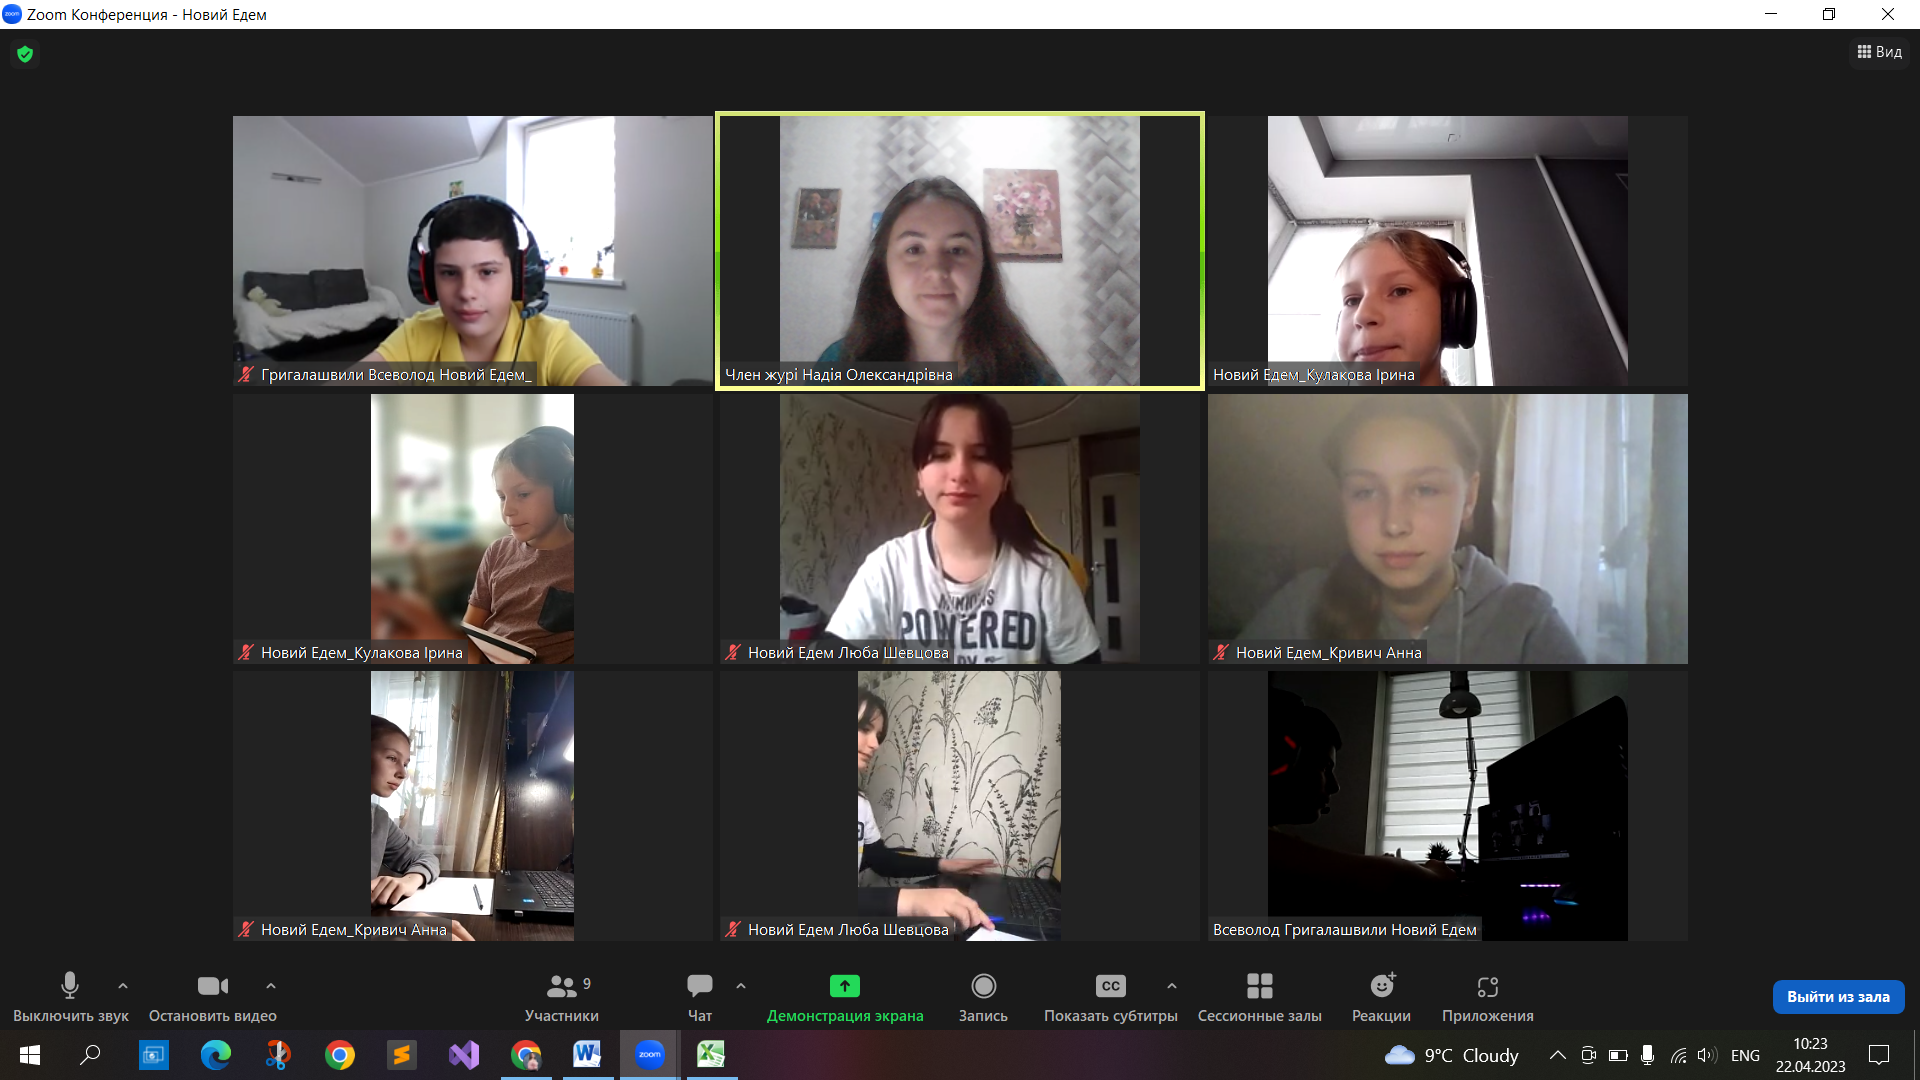 Zoom Конференция - Новий Едем
Вид
Григалашвили Всеволод Новий Едем_
Член журі Надія Олександрівна
Новий Едем_Кулакова Ірина
Новий Едем_Кулакова Ірина
POWERED
Новий Едем Люба Шевцова
Новий Едем_Кривич Анна
Новий Едем_Кривич Анна
Новий Едем Люба Шевцова
Всеволод Григалашвили Новий Едем
9
CC
Выключить звук
Остановить видео
Участники
Чат
Демонстрация экрана
Запись
Показать субтитры
Сессионные залы
Реакции
Приложения
Выйти из зала
zoom
9°C Cloudy
ENG
10:23
22.04.2023